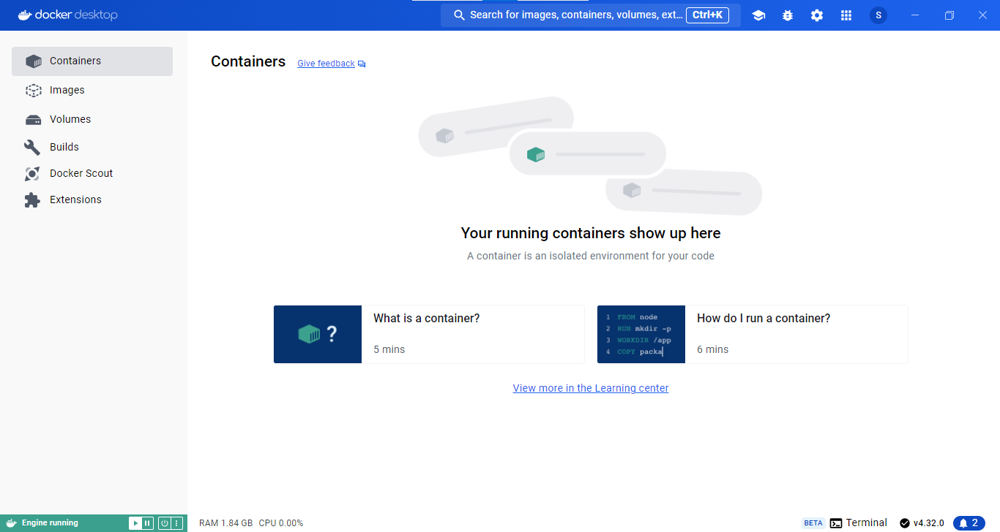 docker desktop
Search for images, containers, volumes, ext... Ctrl+K
S
Containers
Images
Volumes
Builds
Docker Scout
Extensions
Containers Give feedback
Your running containers show up here
A container is an isolated environment for your code
?
What is a container?
5 mins
1 FROM node
2 RUN mkdir -p
3 WORKDIR /app
4 COPY packa
How do I run a container?
6 mins
View more in the Learning center
Engine running
RAM 1.84 GB CPU 0.00%
BETA Terminal v4.32.0 2